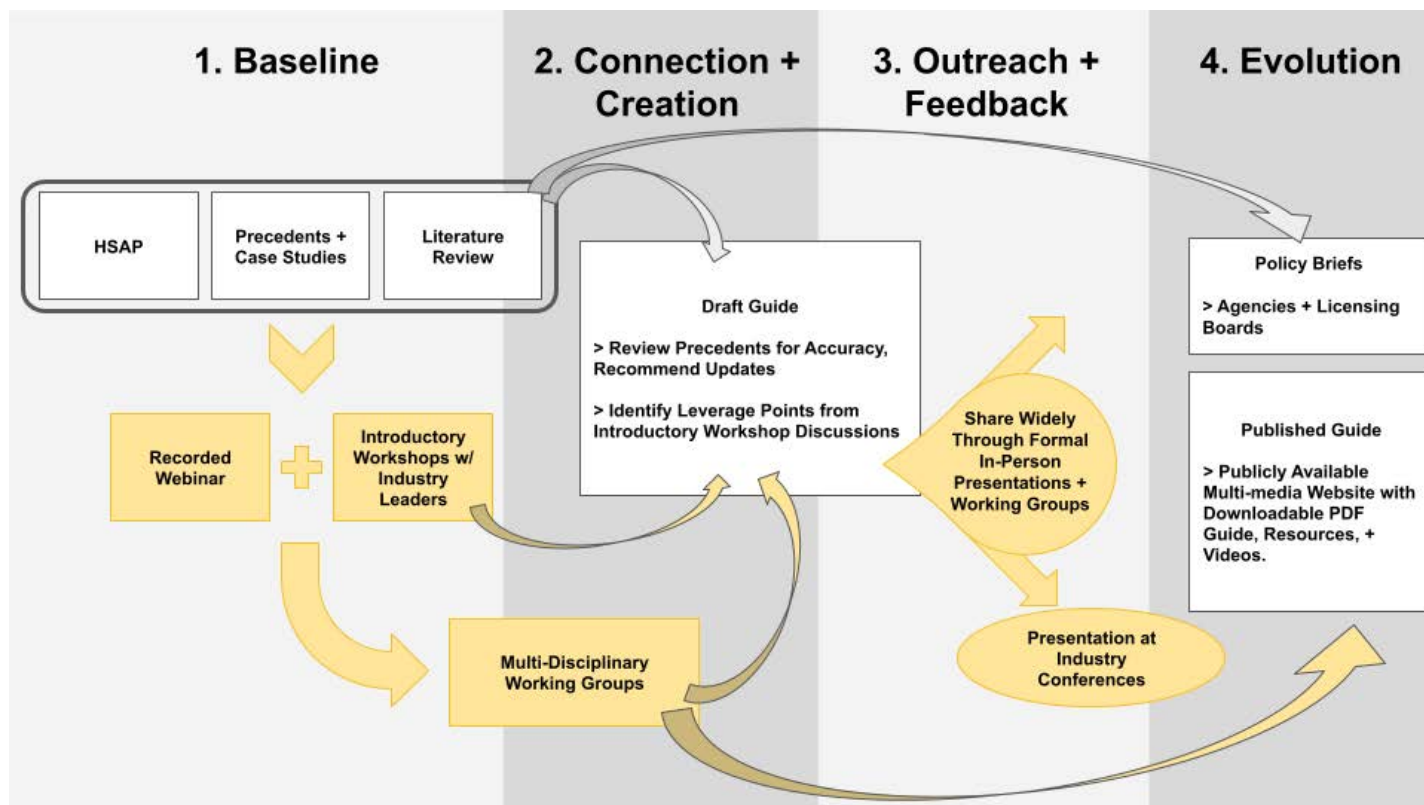 1. Baseline
2. Connection +
Creation
3. Outreach +
Feedback
4. Evolution
HSAP
Precedents +
Case Studies
Literature
Review
Recorded
Webinar
Introductory
Workshops w/
Industry
Leaders
Multi-Disciplinary
Working Groups
Draft Guide
> Review Precedents for Accuracy,
Recommend Updates
> Identify Leverage Points from
Introductory Workshop Discussions
Share Widely
Through Formal
In-Person
Presentations +
Working Groups
Presentation at
Industry
Conferences
Policy Briefs
> Agencies + Licensing
Boards
Published Guide
> Publicly Available
Multi-media Website with
Downloadable PDF
Guide, Resources, +
Videos.